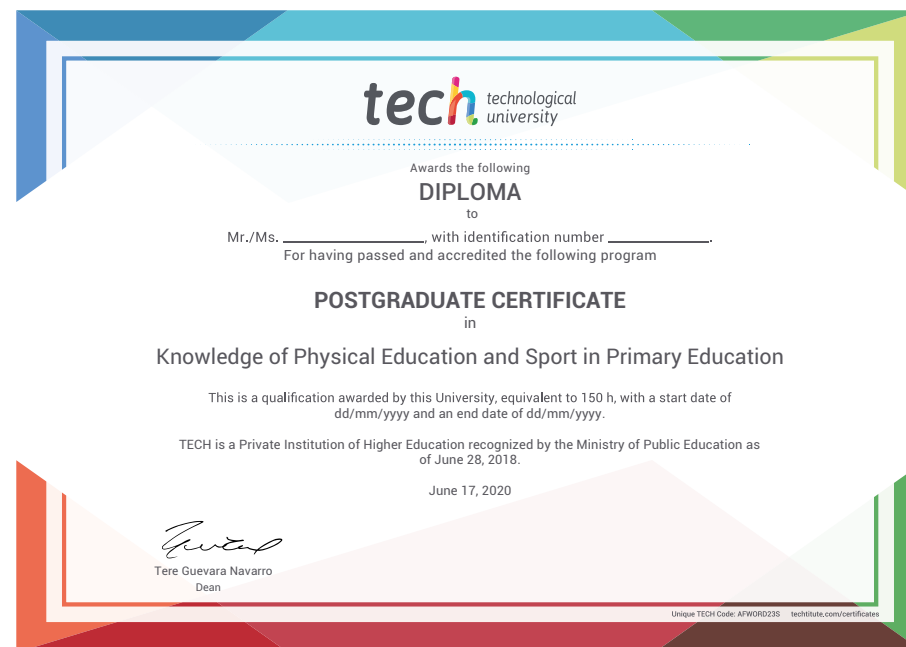 tech technological
university
Awards the following
DIPLOMA
to
Mr./Ms. ______________, with identification number __________.
For having passed and accredited the following program
POSTGRADUATE CERTIFICATE
in
Knowledge of Physical Education and Sport in Primary Education
This is a qualification awarded by this University, equivalent to 150 h, with a start date of
dd/mm/yyyy and an end date of dd/mm/yyyy.
TECH is a Private Institution of Higher Education recognized by the Ministry of Public Education as
of June 28, 2018.
June 17, 2020
Tere Guevara Navarro
Dean
Unique TECH Code: AFWORD23S techtitute.com/certificates